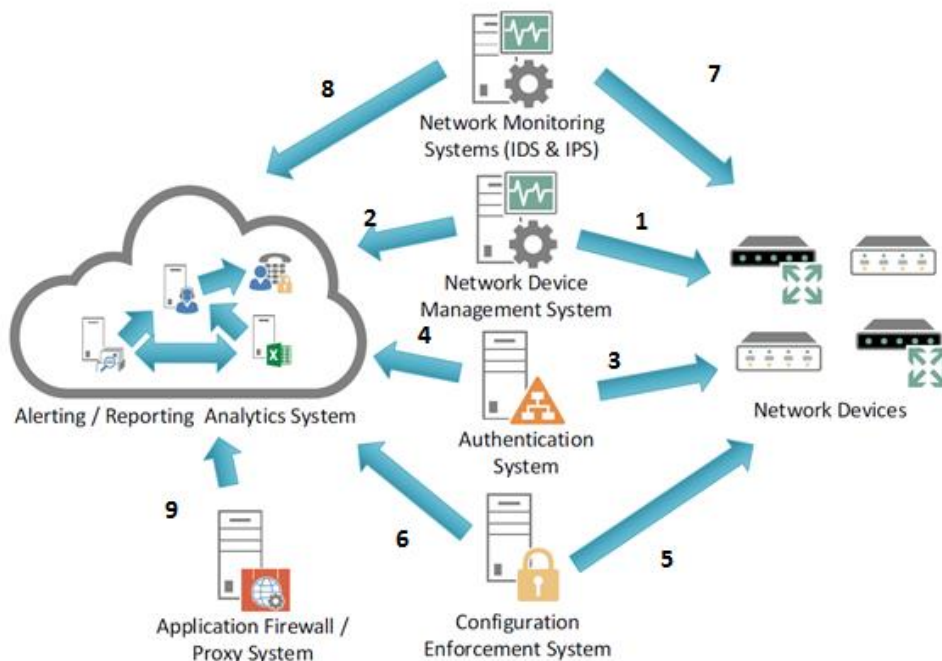 8
7
Network Monitoring
Systems (IDS & IPS)
2
1
Network Device
Management System
4
3
Alerting / Reporting Analytics System
Network Devices
Authentication
System
9
6
5
Application Firewall /
Proxy System
Configuration
Enforcement System